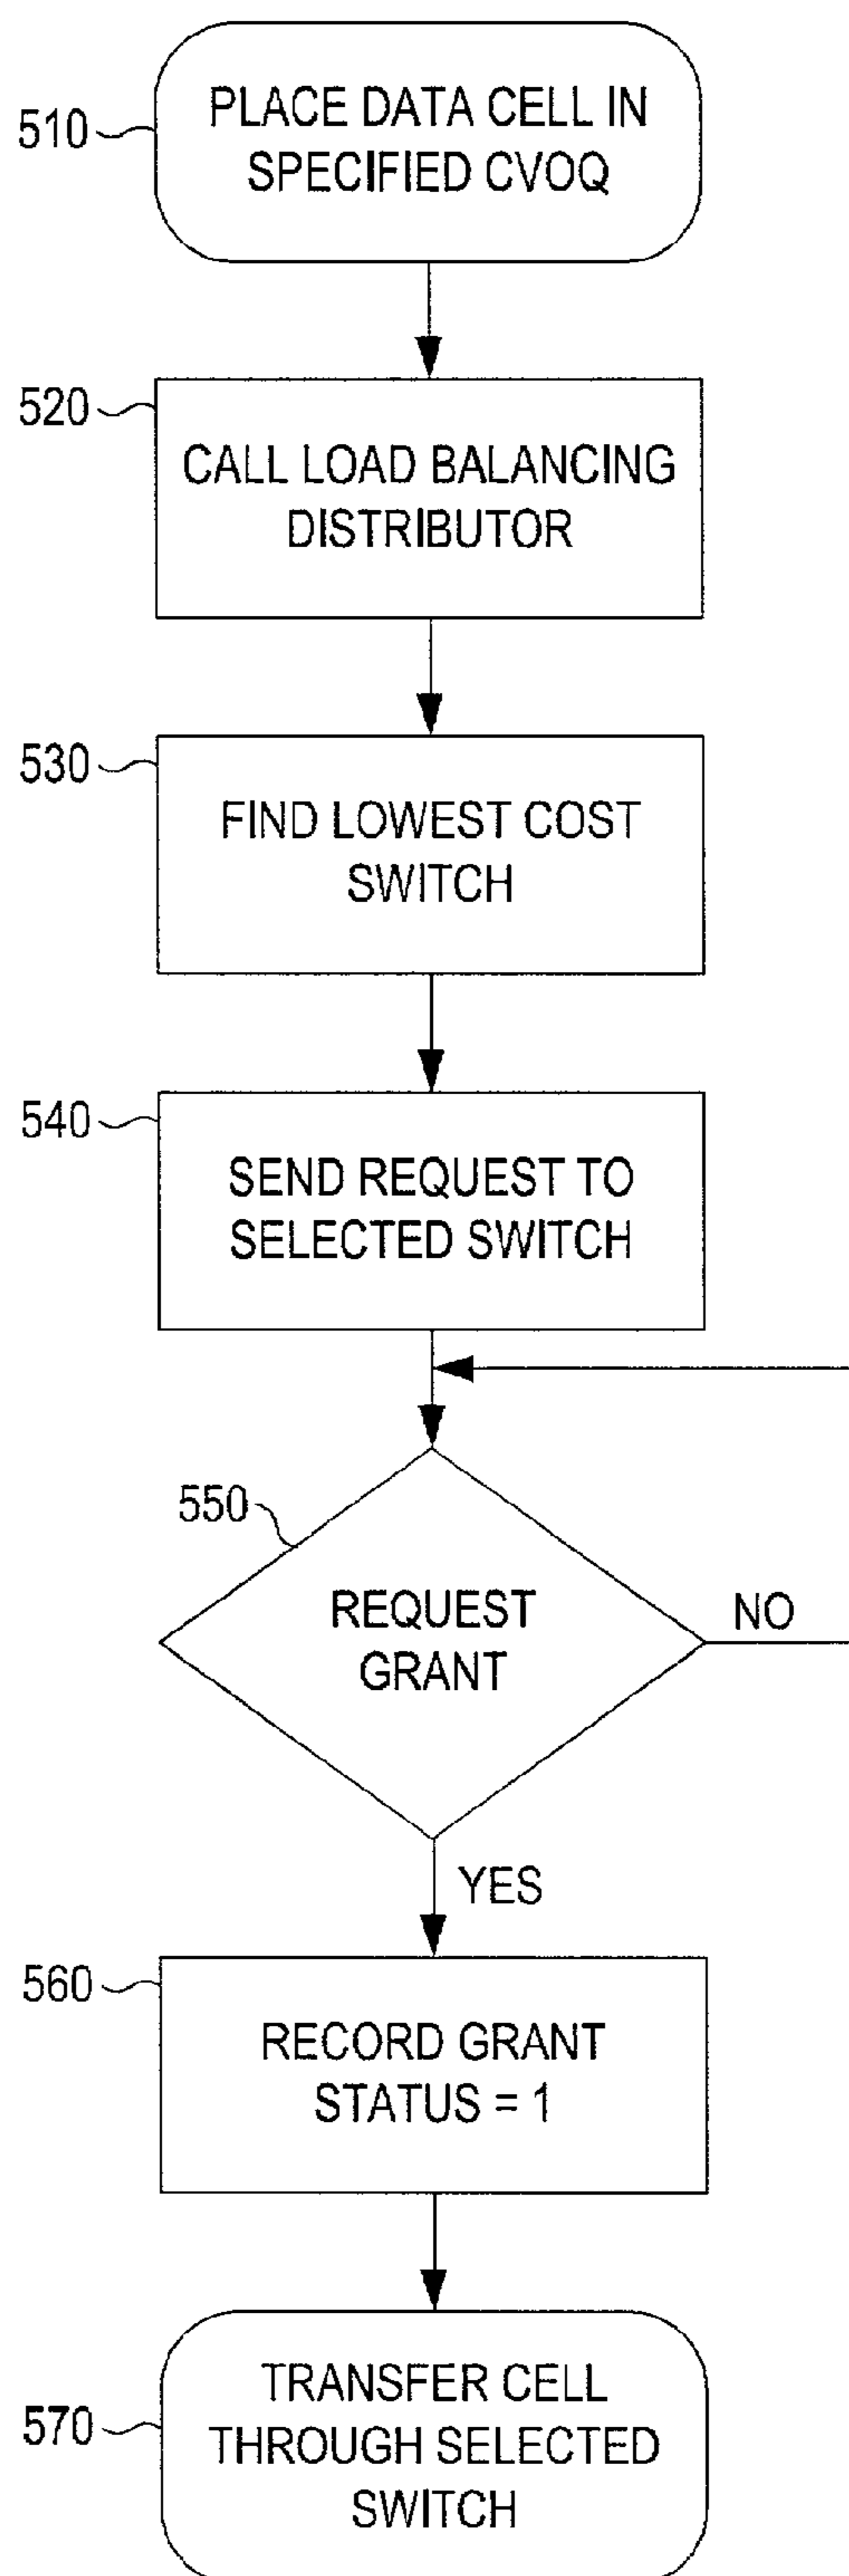 510
PLACE DATA CELL IN
SPECIFIED CVOQ
520
CALL LOAD BALANCING
DISTRIBUTOR
530
FIND LOWEST COST
SWITCH
540
SEND REQUEST TO
SELECTED SWITCH
550
REQUEST
GRANT
NO
YES
560
RECORD GRANT
STATUS = 1
570
TRANSFER CELL
THROUGH SELECTED
SWITCH